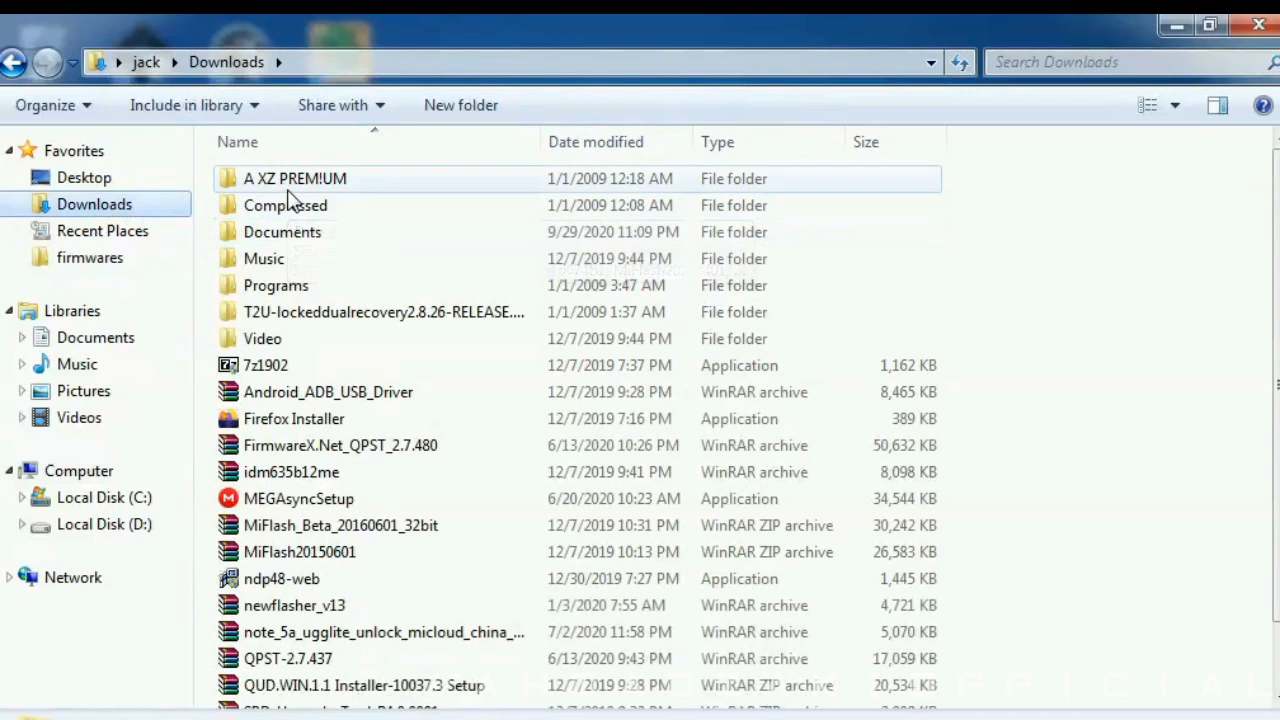 jack Downloads Search Downloads
Organize Include in library Share with New folder
Name Date modified Type Size
Favorites
Desktop
Downloads
Recent Places
firmwares
Libraries
Documents
Music
Pictures
Videos
Computer
Local Disk (C:)
Local Disk (D:)
Network
A XZ PREM!UM 1/1/2009 12:18 AM File folder
Compressed 1/1/2009 12:08 AM File folder
Documents 9/29/2020 11:09 PM File folder
Music 12/7/2019 9:44 PM File folder
Programs 1/1/2009 3:47 AM File folder
T2U-lockeddualrecovery2.8.26-RELEASE.... 1/1/2009 1:37 AM File folder
Video 12/7/2019 9:44 PM File folder
7z1902 12/7/2019 7:37 PM Application 1,162 KB
Android_ADB_USB_Driver 12/7/2019 9:28 PM WinRAR archive 8,465 KB
Firefox Installer 12/7/2019 7:16 PM Application 389 KB
FirmwareX.Net_QPST_2.7.480 6/13/2020 10:26 PM WinRAR archive 50,632 KB
idm635b12me 12/7/2019 9:41 PM WinRAR archive 8,098 KB
MEGAsyncSetup 6/20/2020 10:23 AM Application 34,544 KB
MiFlash_Beta_20160601_32bit 12/7/2019 10:31 PM WinRAR ZIP archive 30,242 KB
MiFlash20150601 12/7/2019 10:13 PM WinRAR ZIP archive 26,583 KB
ndp48-web 12/30/2019 7:27 PM Application 1,445 KB
newflasher_v13 1/3/2020 7:55 AM WinRAR archive 4,721 KB
note_5a_ugglite_unlock_micloud_china_... 7/2/2020 11:58 PM WinRAR archive 5,070 KB
QPST-2.7.437 6/13/2020 9:43 PM WinRAR archive 17,059 KB
QUD.WIN.1.1 Installer-10037.3 Setup 12/7/2019 9:28 PM WinRAR ZIP archive 20,534 KB